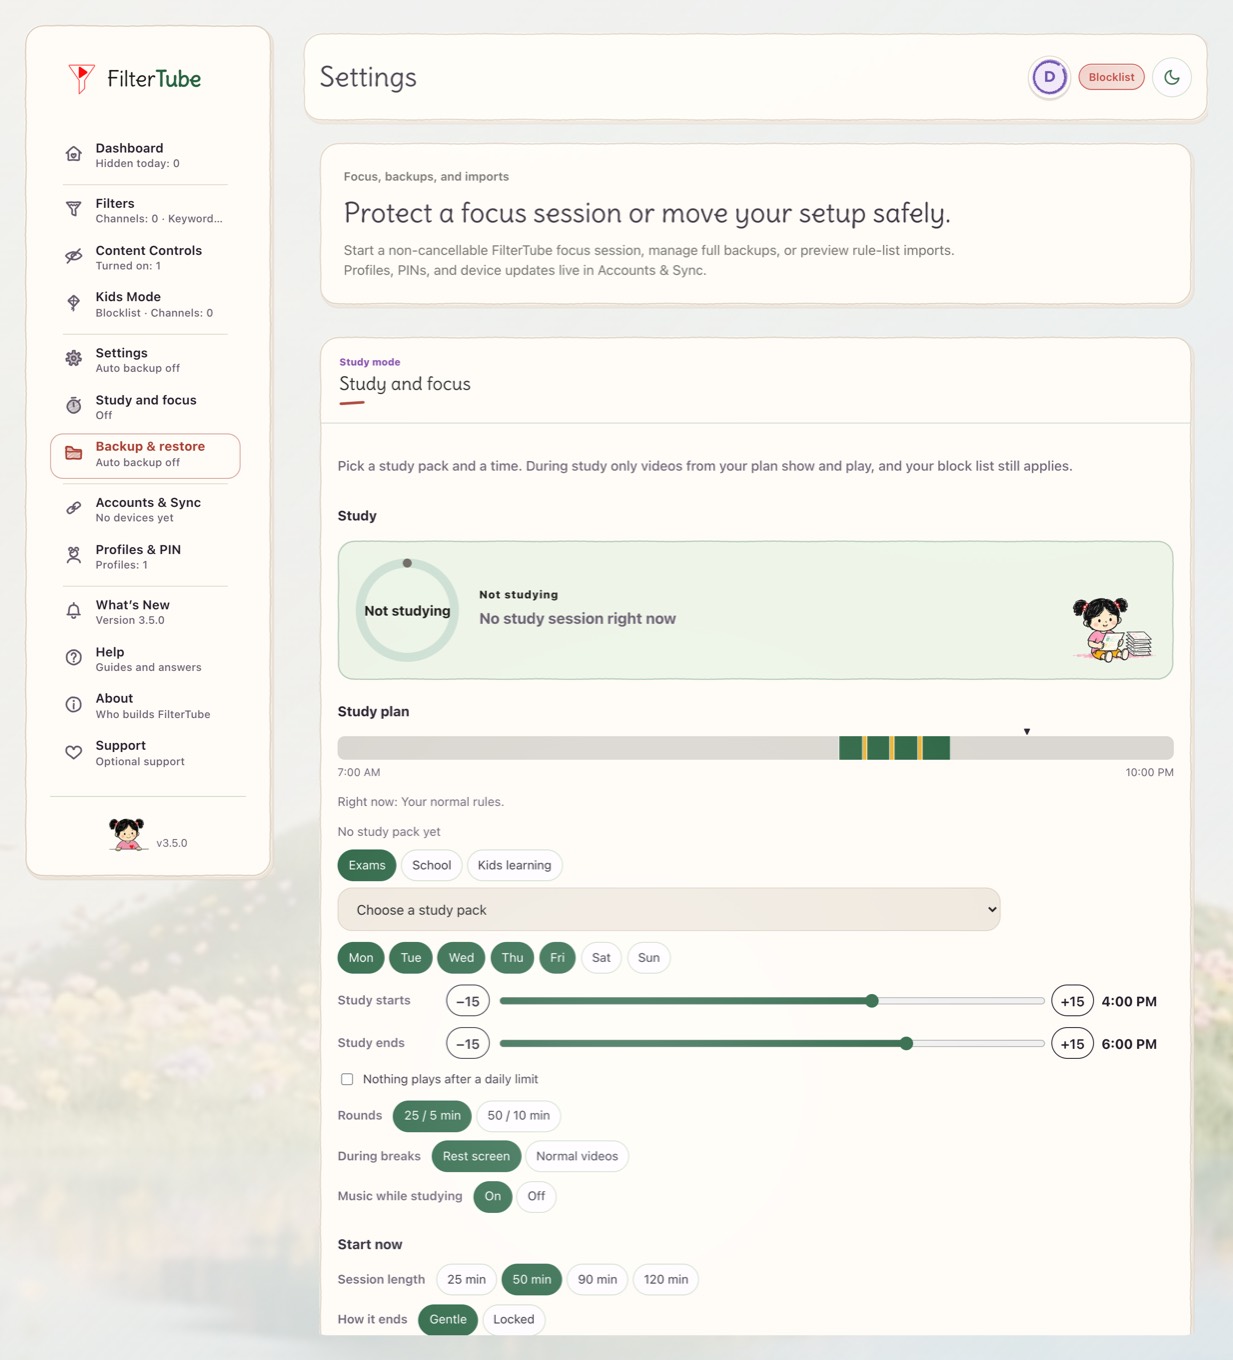 FilterTube
Dashboard
Hidden today: 0
Filters
Channels: 0 · Keyword...
Content Controls
Turned on: 1
Kids Mode
Blocklist · Channels: 0
Settings
Auto backup off
Study and focus
Off
Backup & restore
Auto backup off
Accounts & Sync
No devices yet
Profiles & PIN
Profiles: 1
What's New
Version 3.5.0
Help
Guides and answers
About
Who builds FilterTube
Support
Optional support
v3.5.0
Settings
D
Blocklist
Focus, backups, and imports
Protect a focus session or move your setup safely.
Start a non-cancellable FilterTube focus session, manage full backups, or preview rule-list imports.
Profiles, PINs, and device updates live in Accounts & Sync.
Study mode
Study and focus
Pick a study pack and a time. During study only videos from your plan show and play, and your block list still applies.
Study
Not studying
Not studying
No study session right now
Study plan
7:00 AM 10:00 PM
Right now: Your normal rules.
No study pack yet
Exams School Kids learning
Choose a study pack
Mon Tue Wed Thu Fri Sat Sun
Study starts −15 +15 4:00 PM
Study ends −15 +15 6:00 PM
Nothing plays after a daily limit
Rounds 25 / 5 min 50 / 10 min
During breaks Rest screen Normal videos
Music while studying On Off
Start now
Session length 25 min 50 min 90 min 120 min
How it ends Gentle Locked